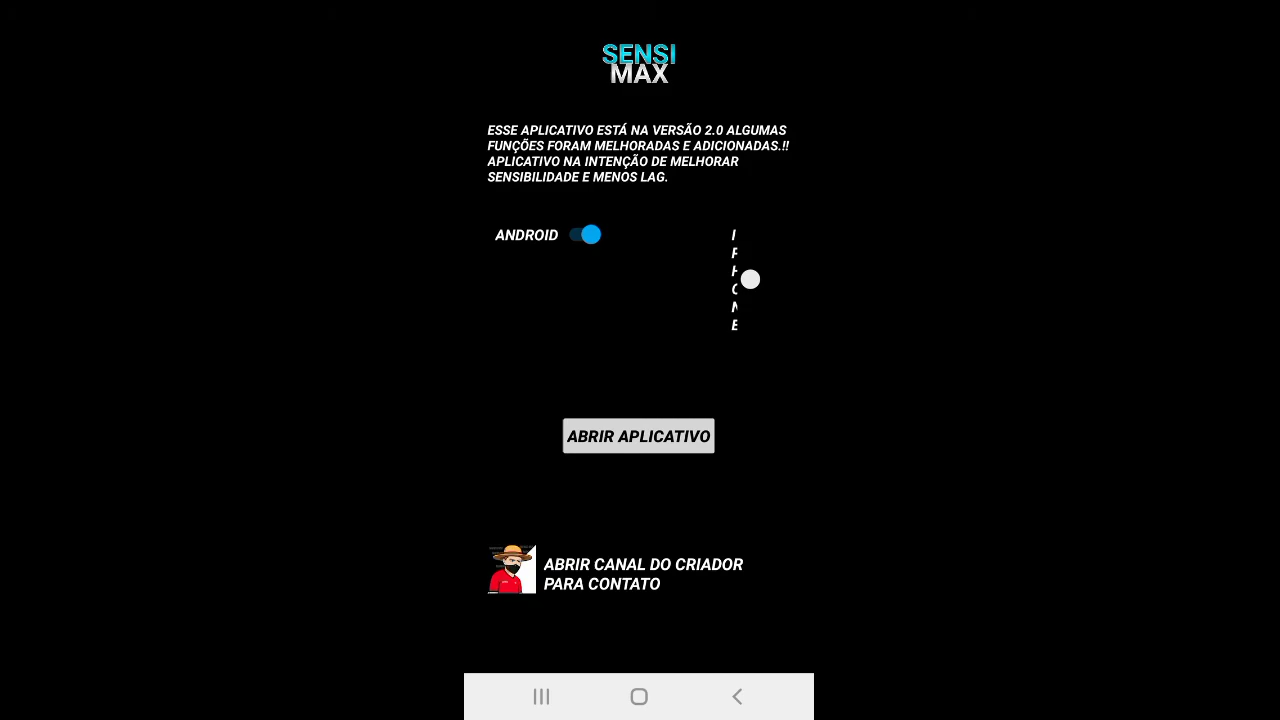 SENSI
MAX
ESSE APLICATIVO ESTÁ NA VERSÃO 2.0 ALGUMAS
FUNÇÕES FORAM MELHORADAS E ADICIONADAS.!!
APLICATIVO NA INTENÇÃO DE MELHORAR
SENSIBILIDADE E MENOS LAG.
ANDROID
I
P
H
O
N
E
ABRIR APLICATIVO
ABRIR CANAL DO CRIADOR
PARA CONTATO